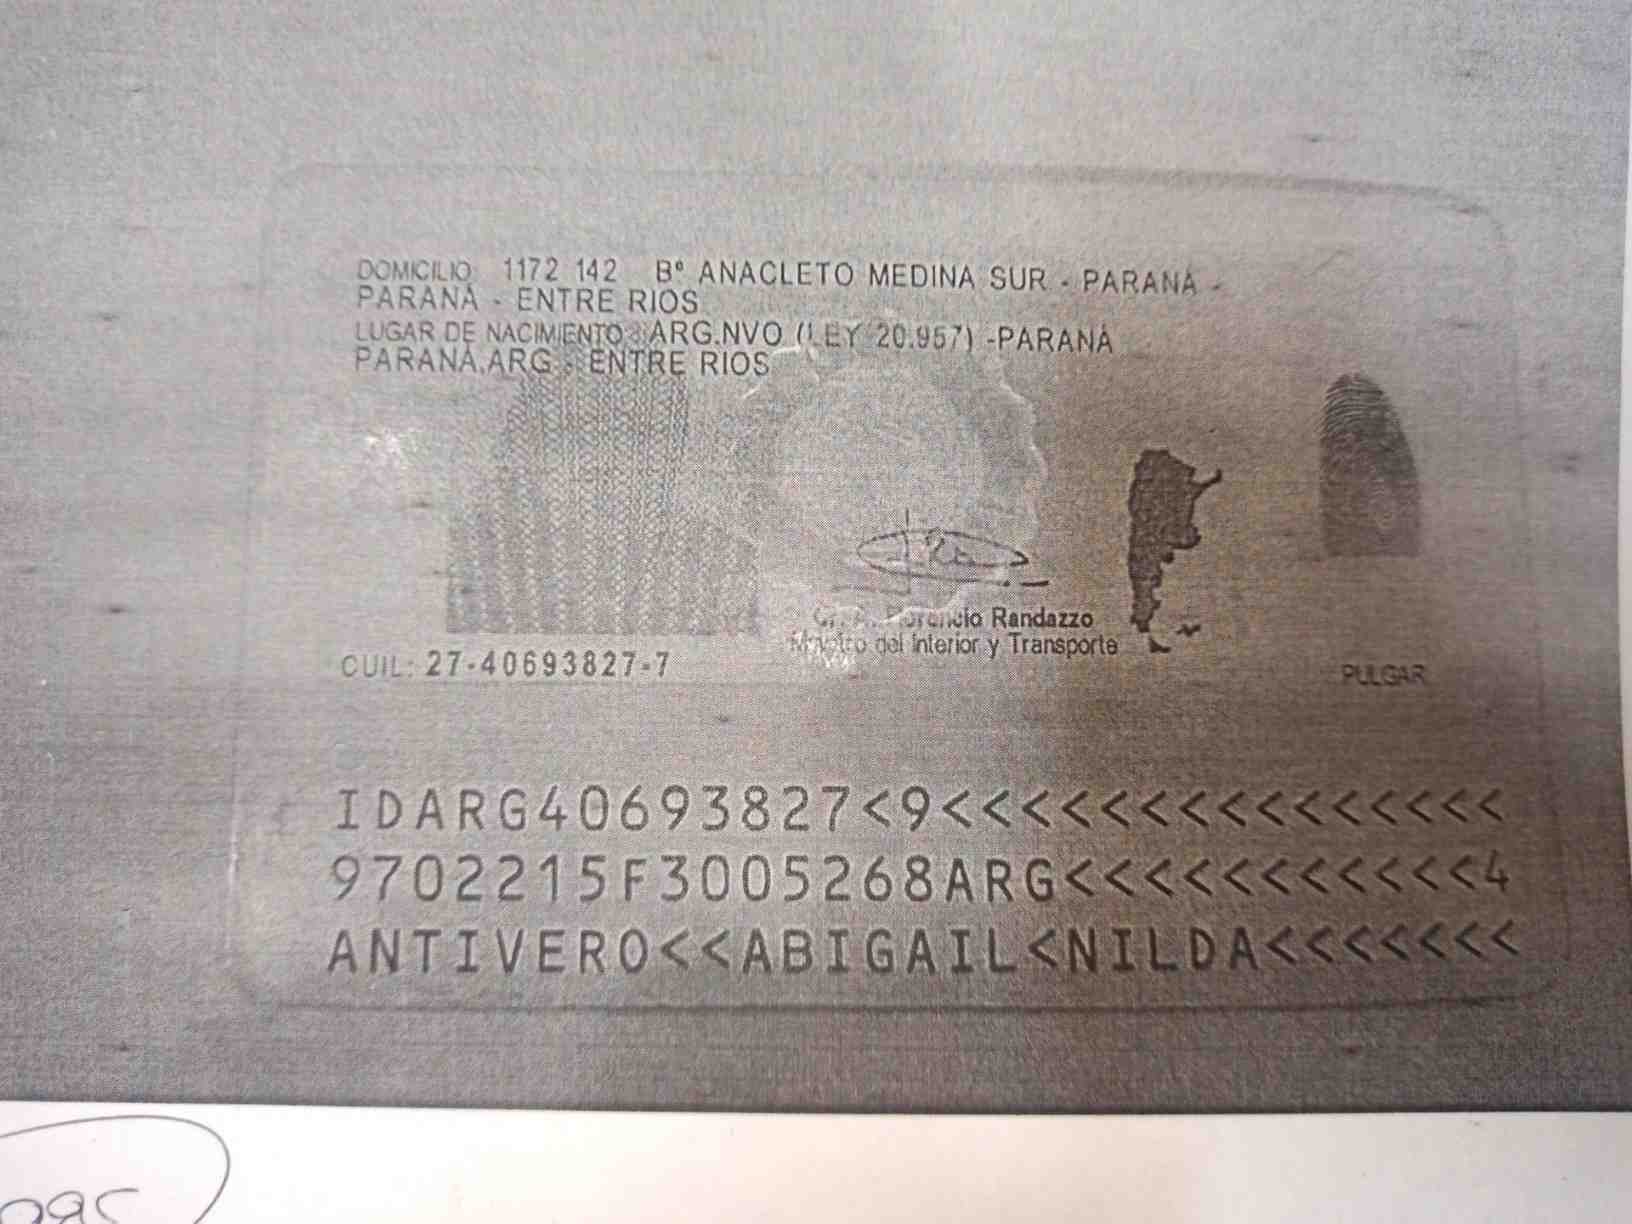 DOMICILIO: 1172 142 Bº ANACLETO MEDINA SUR - PARANÁ -
PARANÁ - ENTRE RIOS
LUGAR DE NACIMIENTO: ARG.NVO (LEY 20.957) -PARANÁ
PARANÁ.ARG - ENTRE RIOS
Randazzo
Ministro del Interior y Transporte
CUIL: 27-40693827-7
PULGAR
IDARG40693827<9<<<<<<<<<<<<<<<
9702215F3005268ARG<<<<<<<<<<<4
ANTIVERO<<ABIGAIL<NILDA<<<<<<<